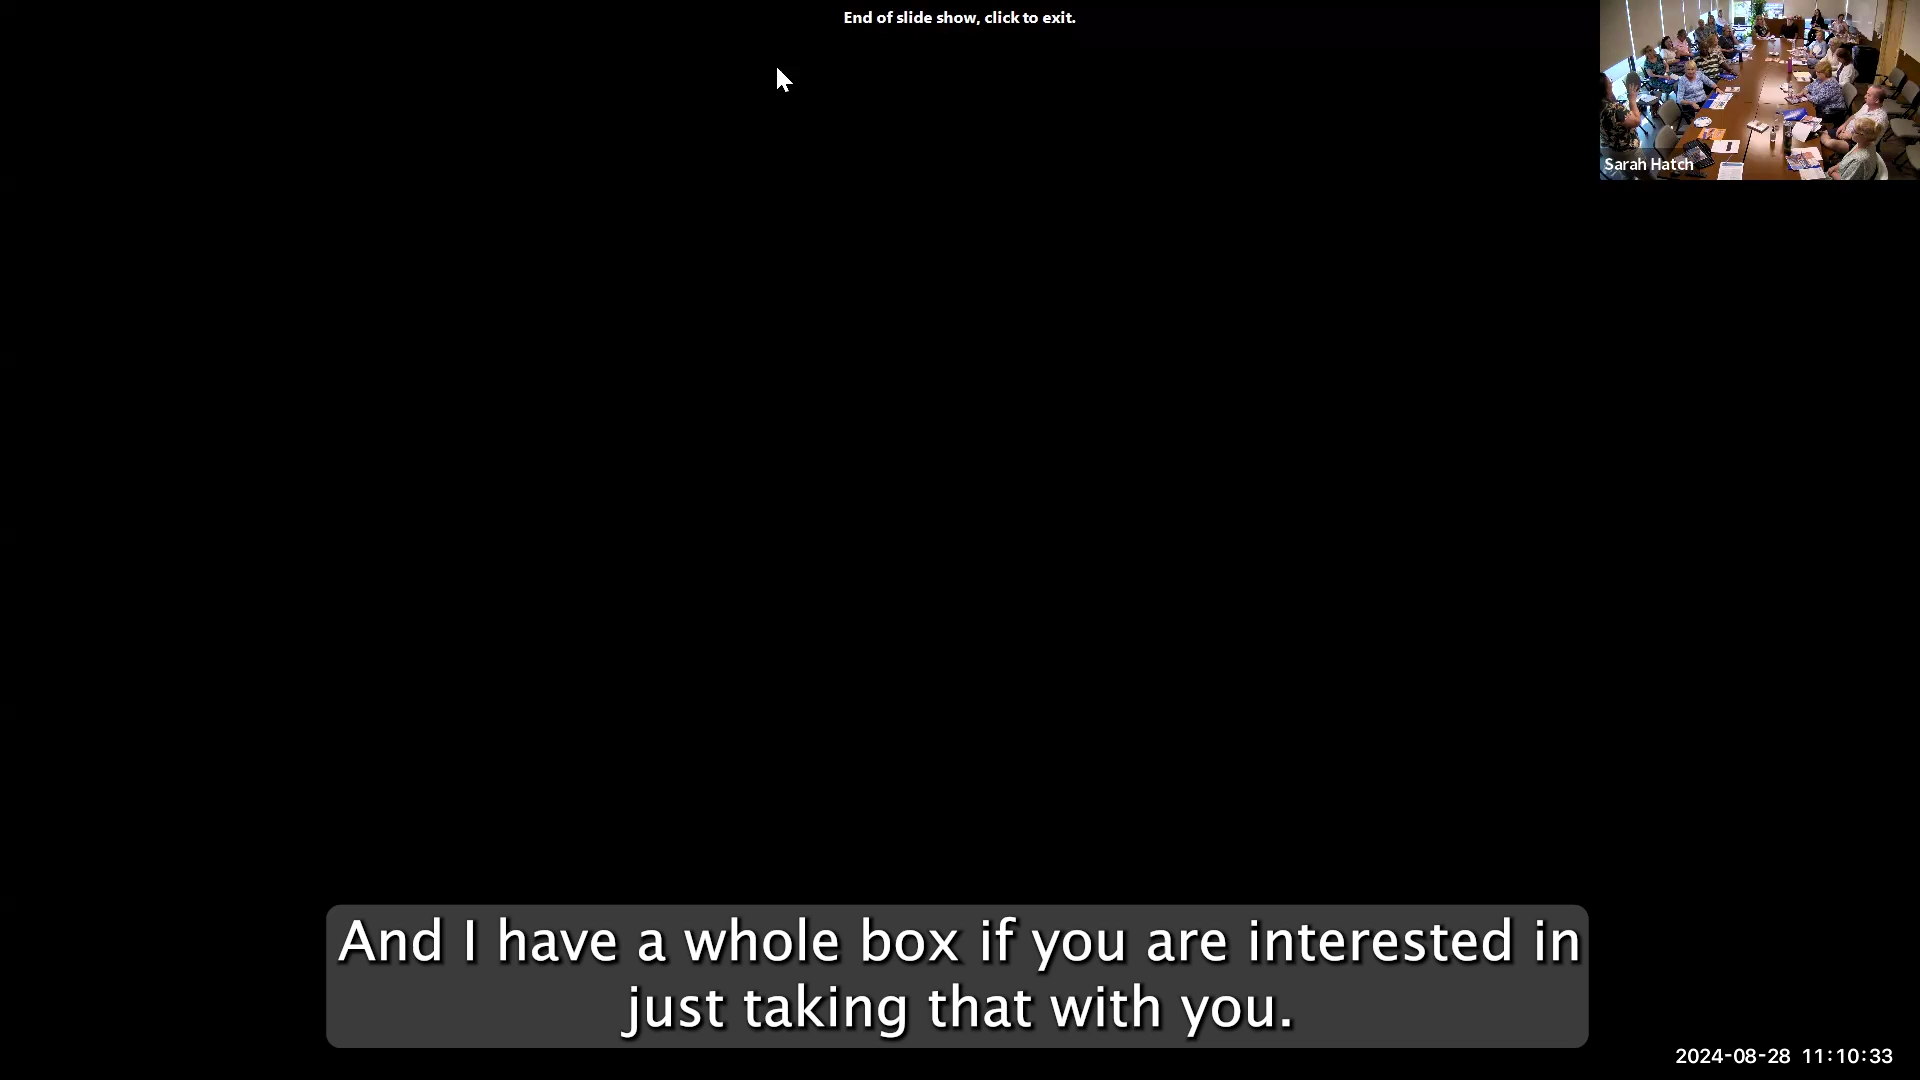 End of slide show, click to exit.
Sarah Hatch
And I have a whole box if you are interested in
just taking that with you.
2024-08-28 11:10:33